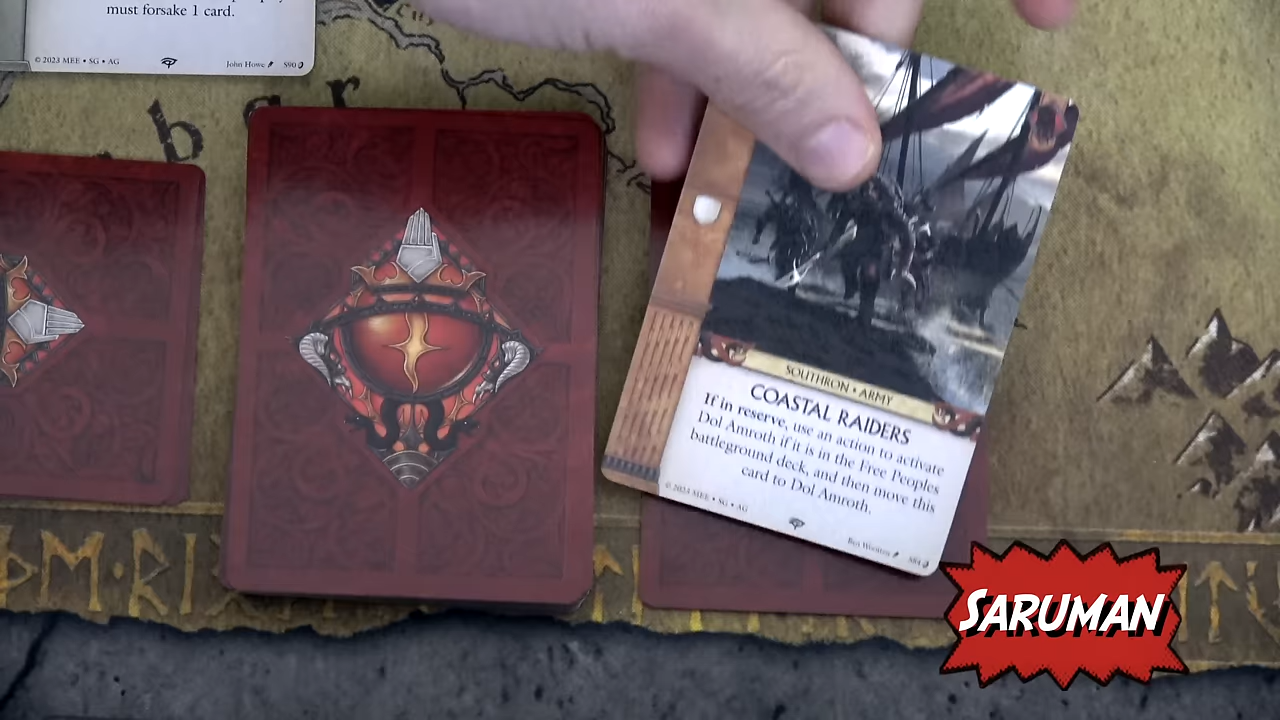 must forsake 1 card.
© 2023 MEE • SG • AG
John Howe
S90
bar
SOUTHRON • ARMY
COASTAL RAIDERS
If in reserve, use an action to activate
Dol Amroth if it is in the Free Peoples
battleground deck, and then move this
card to Dol Amroth.
© 2023 MEE • SG • AG
Ben Wootten
S84
SARUMAN